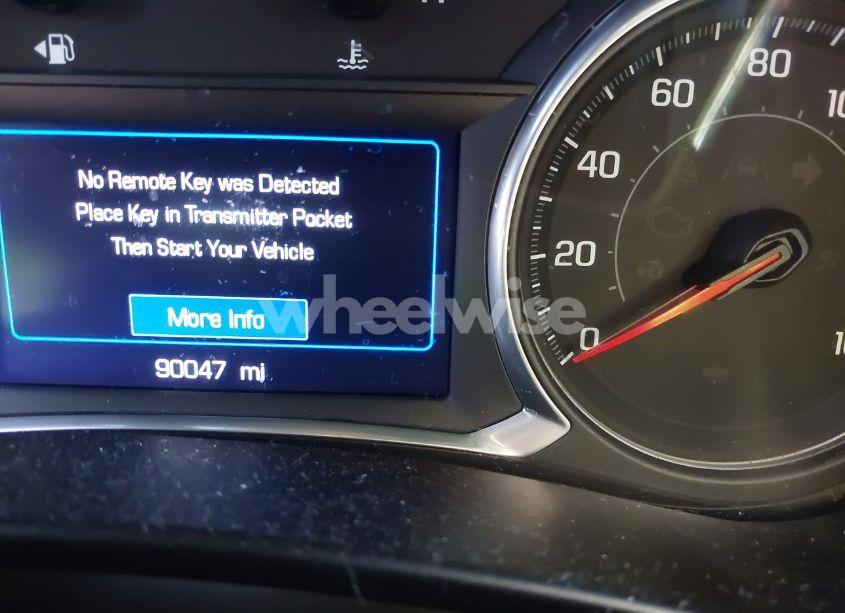 No Remote Key was Detected
Place Key in Transmitter Pocket
Then Start Your Vehicle
More Info
90047 mi
wheelwise
0
20
40
60
80